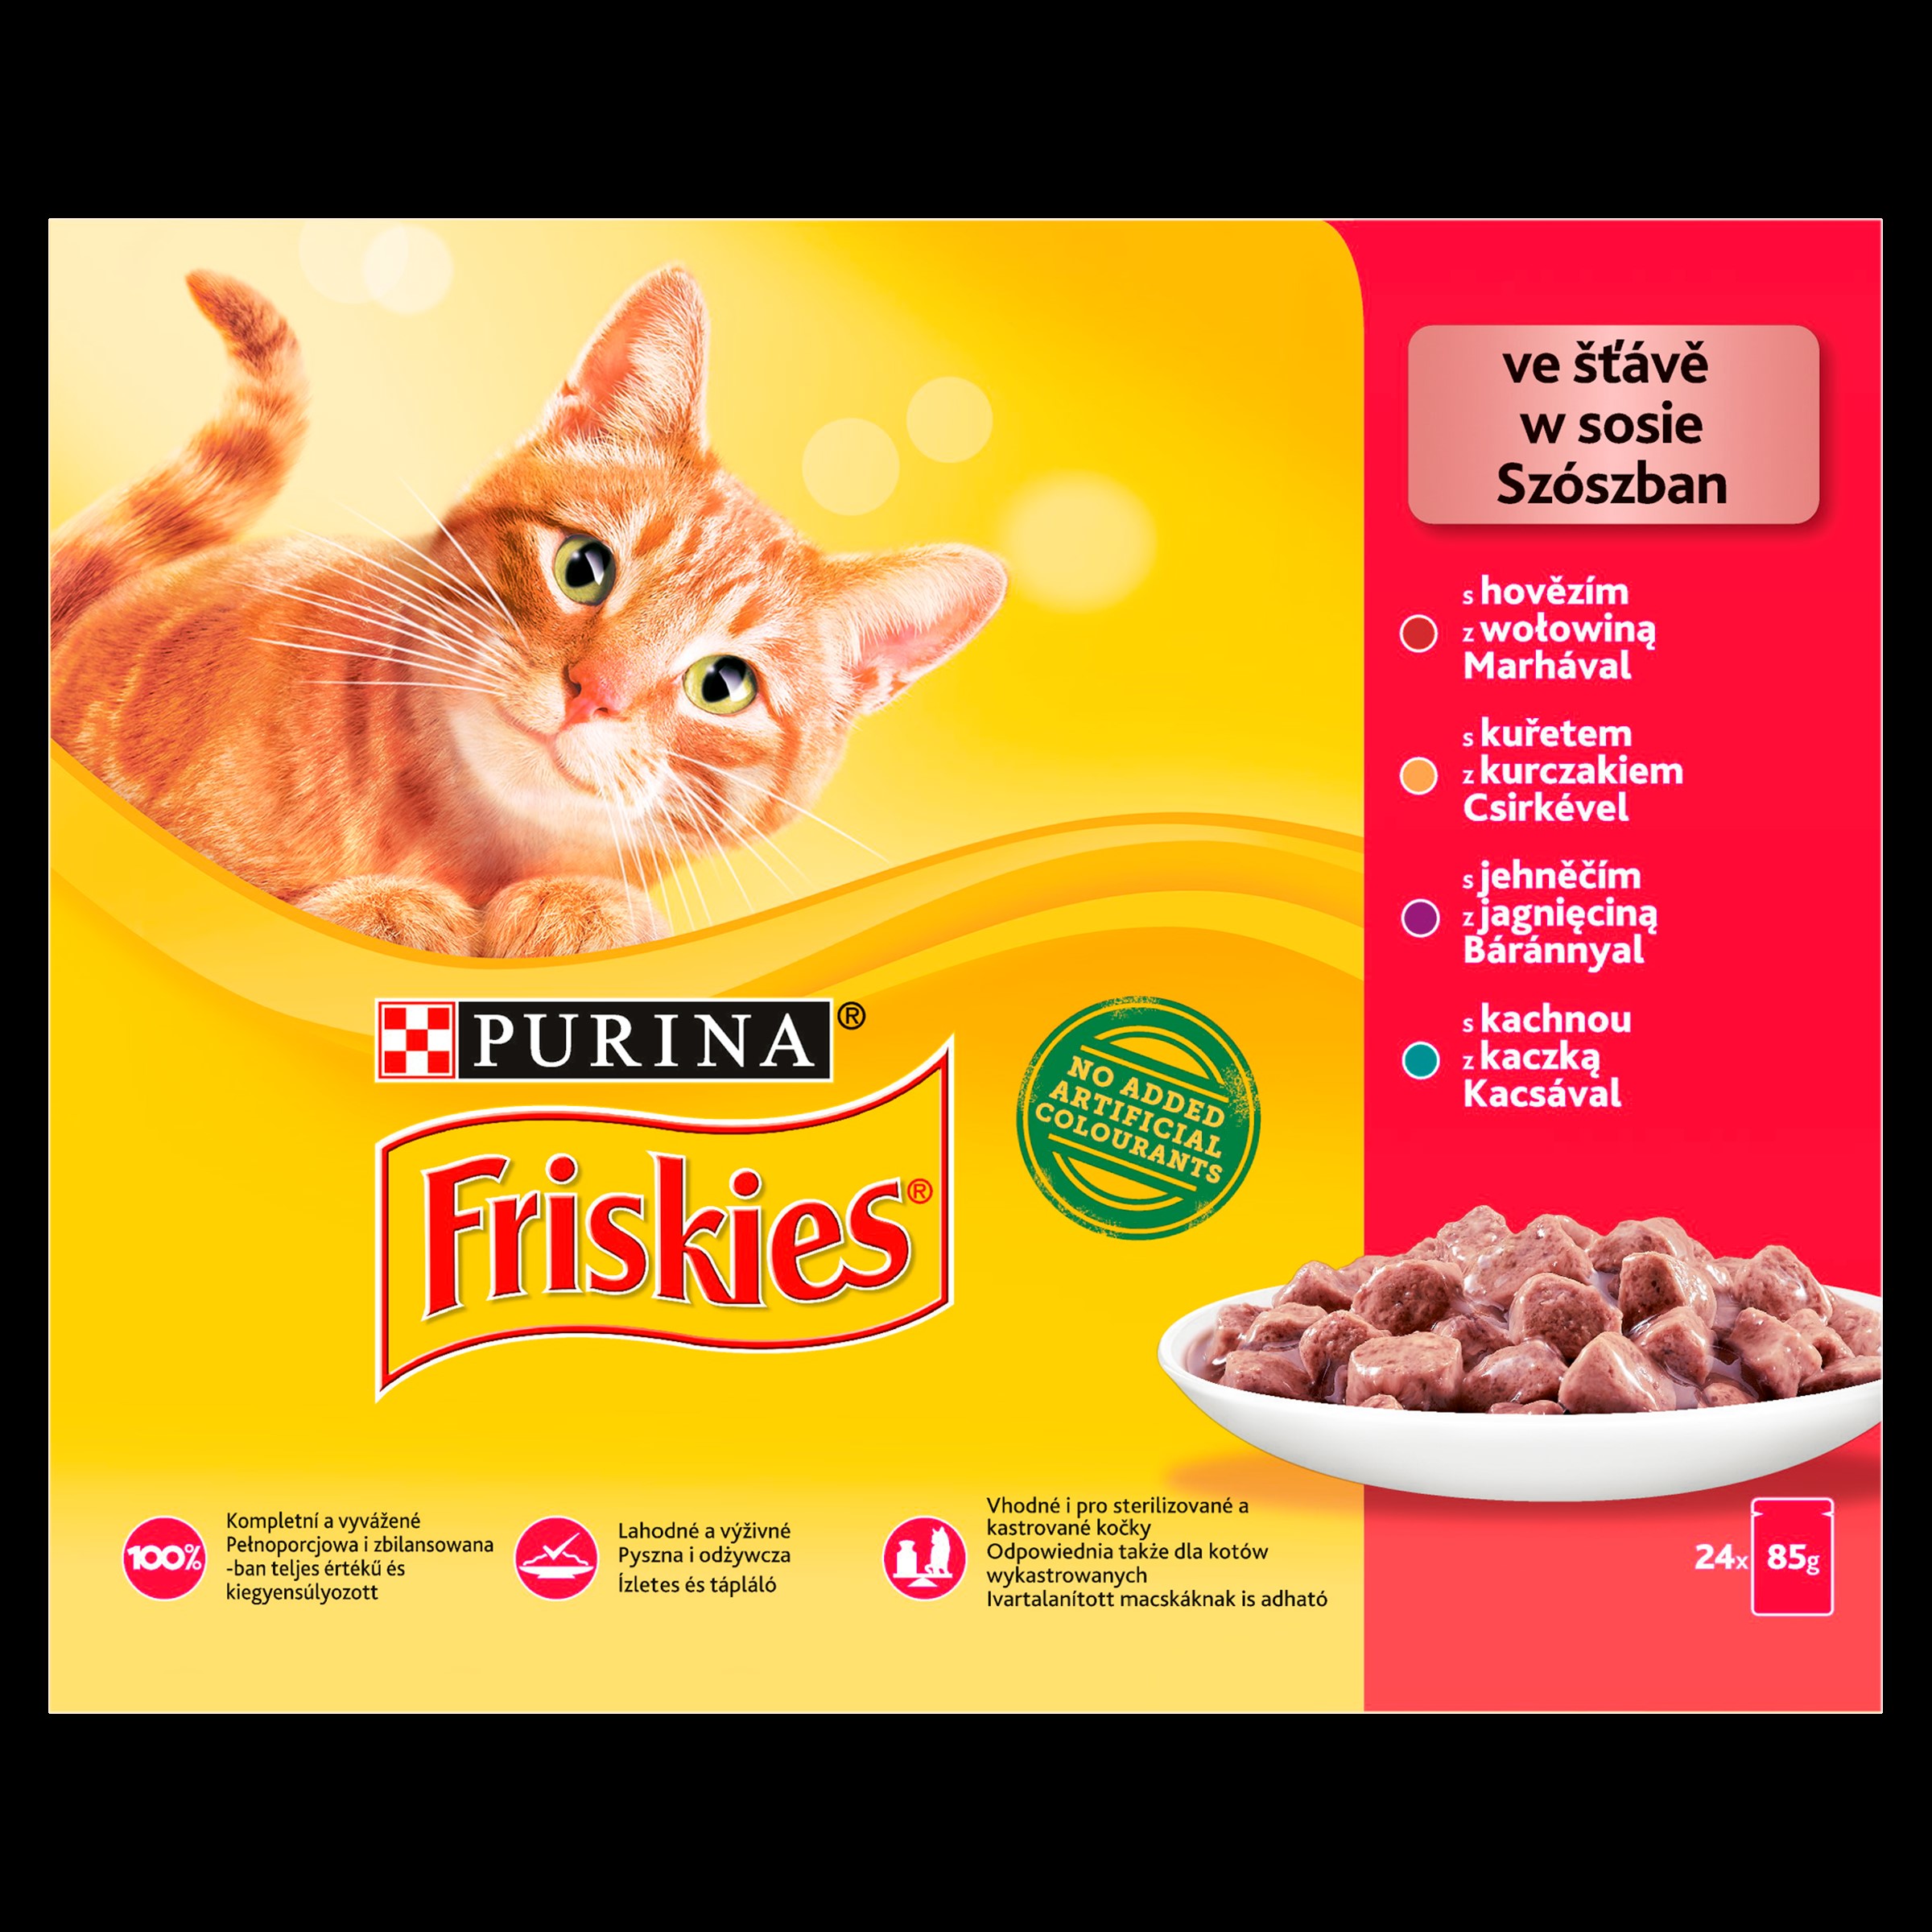 ve šťávě
w sosie
Szószban
s hovězím
z wołowiną
Marhával
s kuřetem
z kurczakiem
Csirkével
s jehněčím
z jagnięciną
Báránnyal
s kachnou
z kaczką
Kacsával
PURINA®
Friskies®
NO ADDED
ARTIFICIAL
COLOURANTS
100%
Kompletní a vyvážené
Pełnoporcjowa i zbilansowana
-ban teljes értékű és
kiegyensúlyozott
Lahodné a výživné
Pyszna i odżywcza
Ízletes és tápláló
Vhodné i pro sterilizované a
kastrované kočky
Odpowiednia także dla kotów
wykastrowanych
Ivartalanított macskáknak is adható
24x 85g